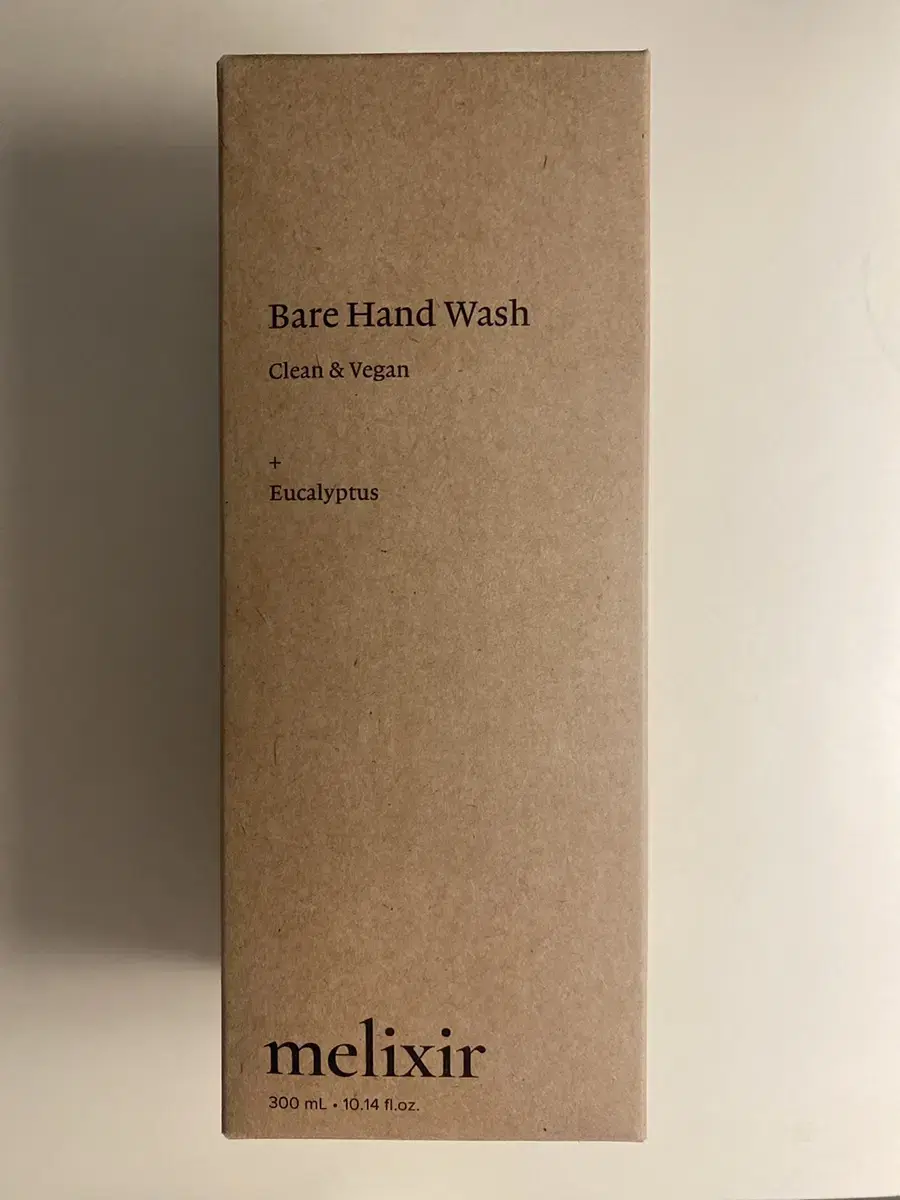 Bare Hand Wash
Clean & Vegan
+
Eucalyptus
melixir
300 mL • 10.14 fl.oz.